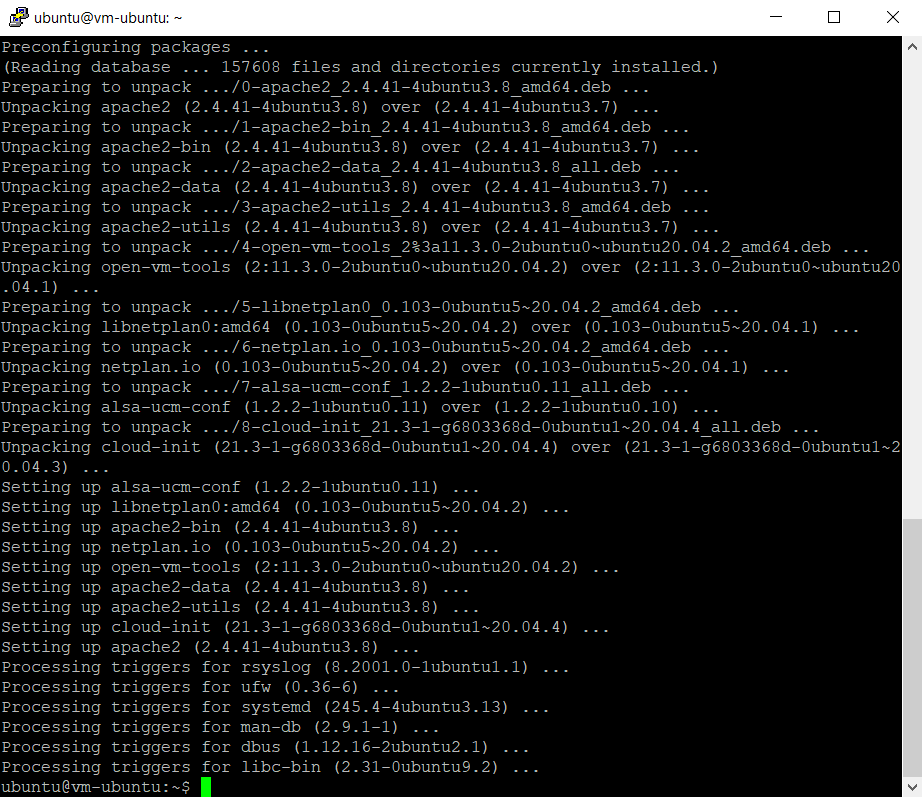 ubuntu@vm-ubuntu: ~
Preconfiguring packages ...
(Reading database ... 157608 files and directories currently installed.)
Preparing to unpack .../0-apache2_2.4.41-4ubuntu3.8_amd64.deb ...
Unpacking apache2 (2.4.41-4ubuntu3.8) over (2.4.41-4ubuntu3.7) ...
Preparing to unpack .../1-apache2-bin_2.4.41-4ubuntu3.8_amd64.deb ...
Unpacking apache2-bin (2.4.41-4ubuntu3.8) over (2.4.41-4ubuntu3.7) ...
Preparing to unpack .../2-apache2-data_2.4.41-4ubuntu3.8_all.deb ...
Unpacking apache2-data (2.4.41-4ubuntu3.8) over (2.4.41-4ubuntu3.7) ...
Preparing to unpack .../3-apache2-utils_2.4.41-4ubuntu3.8_amd64.deb ...
Unpacking apache2-utils (2.4.41-4ubuntu3.8) over (2.4.41-4ubuntu3.7) ...
Preparing to unpack .../4-open-vm-tools_2%3a11.3.0-2ubuntu0~ubuntu20.04.2_amd64.deb ...
Unpacking open-vm-tools (2:11.3.0-2ubuntu0~ubuntu20.04.2) over (2:11.3.0-2ubuntu0~ubuntu20
.04.1) ...
Preparing to unpack .../5-libnetplan0_0.103-0ubuntu5~20.04.2_amd64.deb ...
Unpacking libnetplan0:amd64 (0.103-0ubuntu5~20.04.2) over (0.103-0ubuntu5~20.04.1) ...
Preparing to unpack .../6-netplan.io_0.103-0ubuntu5~20.04.2_amd64.deb ...
Unpacking netplan.io (0.103-0ubuntu5~20.04.2) over (0.103-0ubuntu5~20.04.1) ...
Preparing to unpack .../7-alsa-ucm-conf_1.2.2-1ubuntu0.11_all.deb ...
Unpacking alsa-ucm-conf (1.2.2-1ubuntu0.11) over (1.2.2-1ubuntu0.10) ...
Preparing to unpack .../8-cloud-init_21.3-1-g6803368d-0ubuntu1~20.04.4_all.deb ...
Unpacking cloud-init (21.3-1-g6803368d-0ubuntu1~20.04.4) over (21.3-1-g6803368d-0ubuntu1~2
0.04.3) ...
Setting up alsa-ucm-conf (1.2.2-1ubuntu0.11) ...
Setting up libnetplan0:amd64 (0.103-0ubuntu5~20.04.2) ...
Setting up apache2-bin (2.4.41-4ubuntu3.8) ...
Setting up netplan.io (0.103-0ubuntu5~20.04.2) ...
Setting up open-vm-tools (2:11.3.0-2ubuntu0~ubuntu20.04.2) ...
Setting up apache2-data (2.4.41-4ubuntu3.8) ...
Setting up apache2-utils (2.4.41-4ubuntu3.8) ...
Setting up cloud-init (21.3-1-g6803368d-0ubuntu1~20.04.4) ...
Setting up apache2 (2.4.41-4ubuntu3.8) ...
Processing triggers for rsyslog (8.2001.0-1ubuntu1.1) ...
Processing triggers for ufw (0.36-6) ...
Processing triggers for systemd (245.4-4ubuntu3.13) ...
Processing triggers for man-db (2.9.1-1) ...
Processing triggers for dbus (1.12.16-2ubuntu2.1) ...
Processing triggers for libc-bin (2.31-0ubuntu9.2) ...
ubuntu@vm-ubuntu:~$